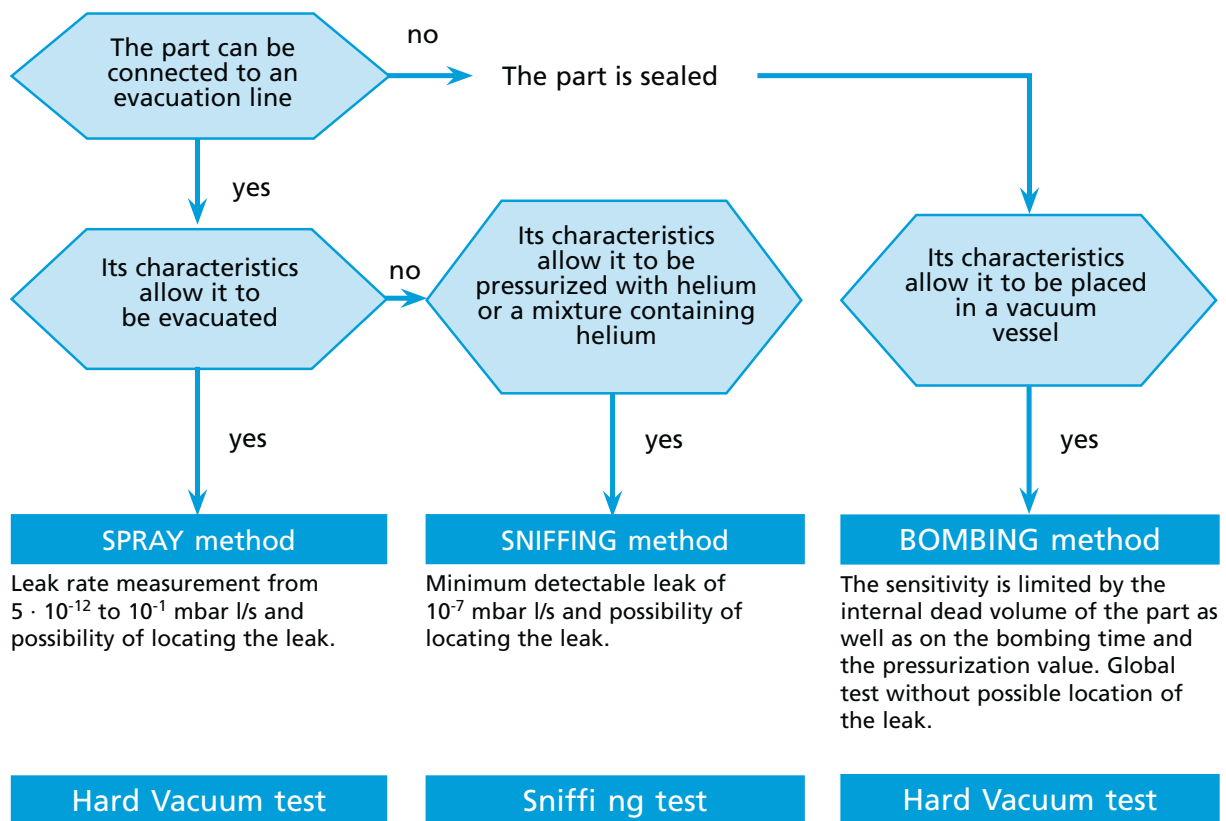 The part can be
connected to an
evacuation line
no
The part is sealed
yes
Its characteristics
allow it to
be evacuated
no
Its characteristics
allow it to be
pressurized with helium
or a mixture containing
helium
Its characteristics
allow it to be placed
in a vacuum
vessel
yes
yes
yes
SPRAY method
Leak rate measurement from
5 · 10⁻¹² to 10⁻¹ mbar l/s and
possibility of locating the leak.
SNIFFING method
Minimum detectable leak of
10⁻⁷ mbar l/s and possibility of
locating the leak.
BOMBING method
The sensitivity is limited by the
internal dead volume of the part as
well as on the bombing time and
the pressurization value. Global
test without possible location of
the leak.
Hard Vacuum test
Sniffi ng test
Hard Vacuum test